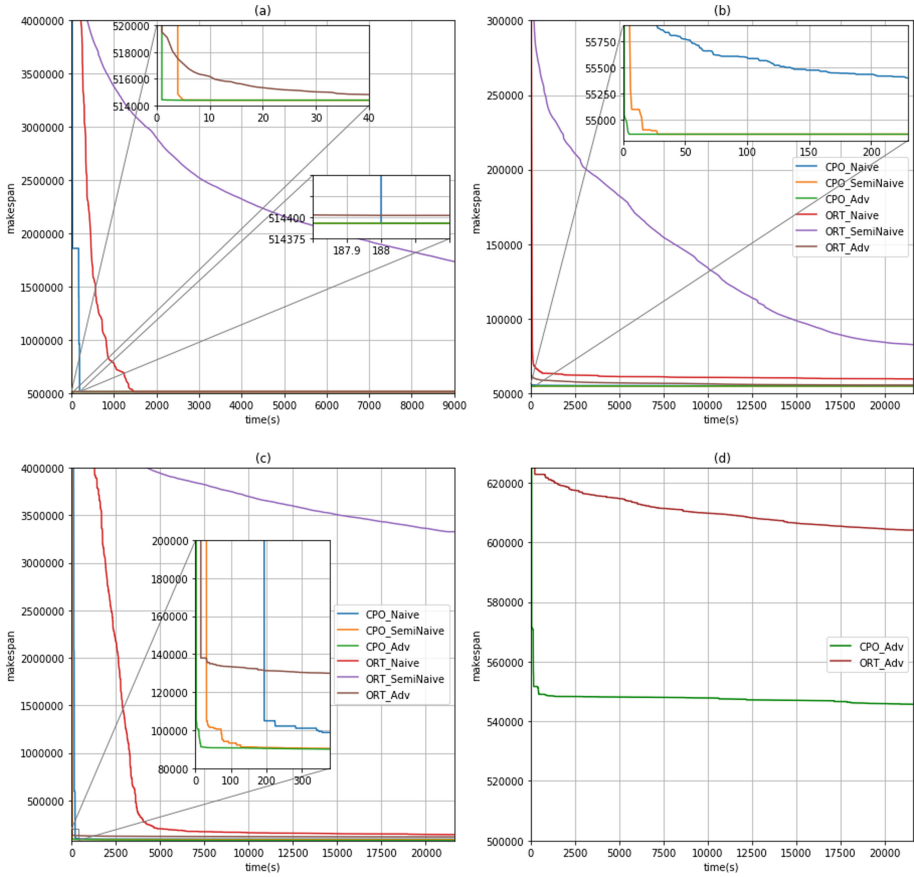 (a)
4000000
3500000
3000000
2500000
2000000
1500000
1000000
500000
makespan
0 1000 2000 3000 4000 5000 6000 7000 8000 9000
time(s)
520000
518000
516000
514000
0 10 20 30 40
514400
514375
187.9 188
(b)
300000
250000
200000
150000
100000
50000
makespan
0 2500 5000 7500 10000 12500 15000 17500 20000
time(s)
55750
55500
55250
55000
0 50 100 150 200
CPO_Naive
CPO_SemiNaive
CPO_Adv
ORT_Naive
ORT_SemiNaive
ORT_Adv
(c)
4000000
3500000
3000000
2500000
2000000
1500000
1000000
500000
makespan
0 2500 5000 7500 10000 12500 15000 17500 20000
time(s)
200000
180000
160000
140000
120000
100000
80000
0 100 200 300
CPO_Naive
CPO_SemiNaive
CPO_Adv
ORT_Naive
ORT_SemiNaive
ORT_Adv
(d)
620000
600000
580000
560000
540000
520000
500000
makespan
0 2500 5000 7500 10000 12500 15000 17500 20000
time(s)
CPO_Adv
ORT_Adv